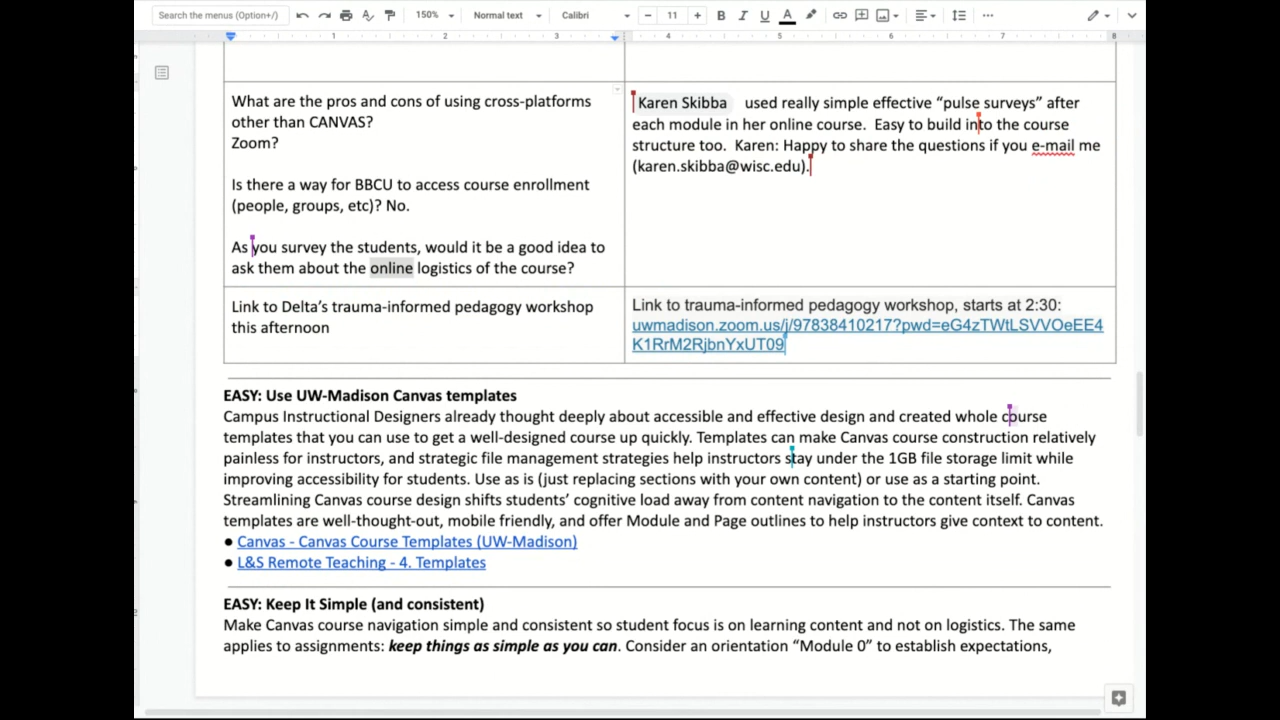 Search the menus (Option+/)
150%
Normal text
Calibri
− 11 +
B I U A
1 2 3 4 5 6 7 8
What are the pros and cons of using cross-platforms
other than CANVAS?
Zoom?
Is there a way for BBCU to access course enrollment
(people, groups, etc)? No.
As you survey the students, would it be a good idea to
ask them about the online logistics of the course?
Karen Skibba used really simple effective “pulse surveys” after
each module in her online course. Easy to build into the course
structure too. Karen: Happy to share the questions if you e-mail me
(karen.skibba@wisc.edu).
Link to Delta’s trauma-informed pedagogy workshop
this afternoon
Link to trauma-informed pedagogy workshop, starts at 2:30:
uwmadison.zoom.us/j/97838410217?pwd=eG4zTWtLSVVOeEE4
K1RrM2RjbnYxUT09
EASY: Use UW-Madison Canvas templates
Campus Instructional Designers already thought deeply about accessible and effective design and created whole course
templates that you can use to get a well-designed course up quickly. Templates can make Canvas course construction relatively
painless for instructors, and strategic file management strategies help instructors stay under the 1GB file storage limit while
improving accessibility for students. Use as is (just replacing sections with your own content) or use as a starting point.
Streamlining Canvas course design shifts students’ cognitive load away from content navigation to the content itself. Canvas
templates are well-thought-out, mobile friendly, and offer Module and Page outlines to help instructors give context to content.
● Canvas - Canvas Course Templates (UW-Madison)
● L&S Remote Teaching - 4. Templates
EASY: Keep It Simple (and consistent)
Make Canvas course navigation simple and consistent so student focus is on learning content and not on logistics. The same
applies to assignments: keep things as simple as you can. Consider an orientation “Module 0” to establish expectations,